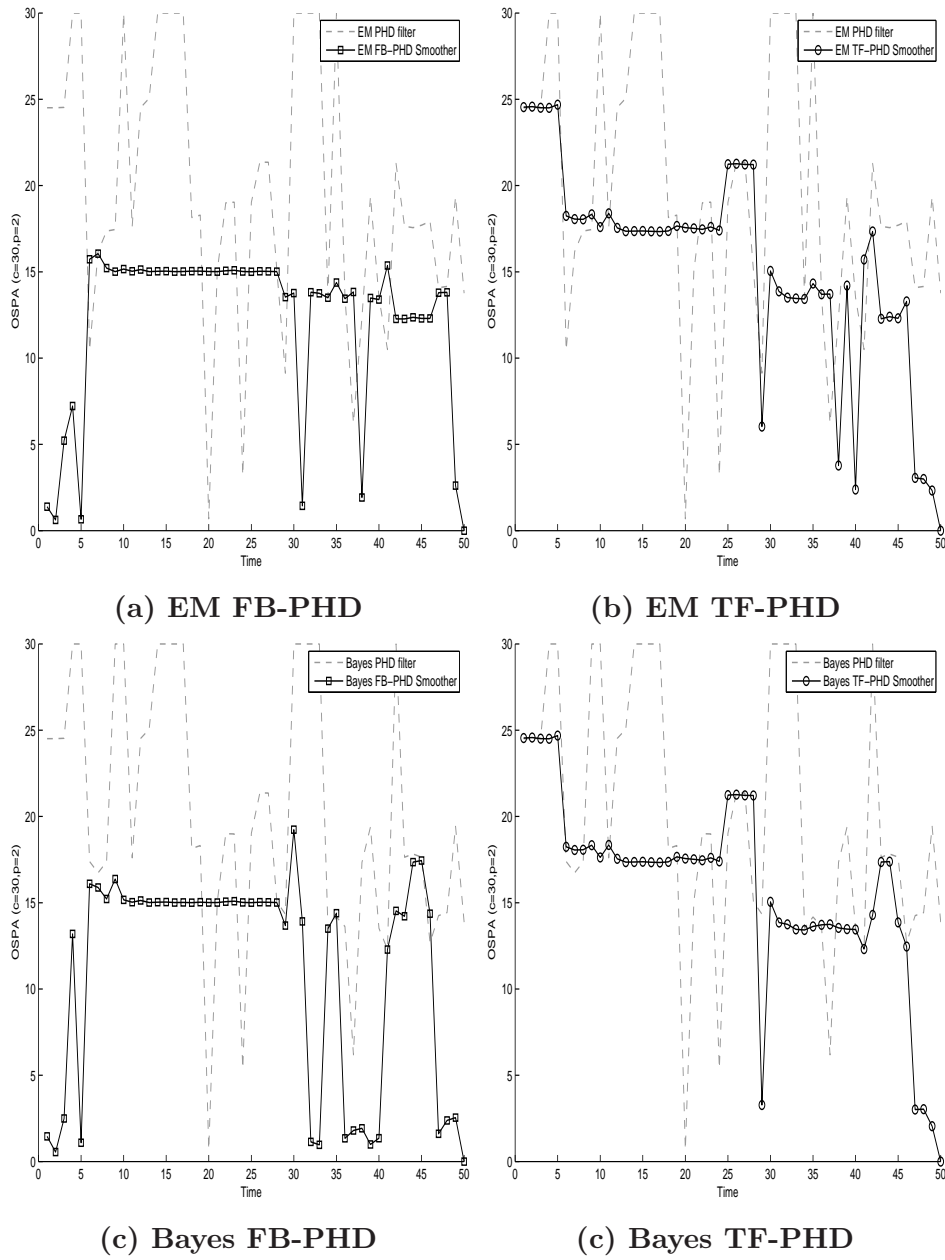 30
25
20
15
10
5
0
OSPA (c=30,p=2)
0 5 10 15 20 25 30 35 40 45 50
Time
EM PHD filter
EM FB-PHD Smoother
(a) EM FB-PHD
30
25
20
15
10
5
0
OSPA (c=30,p=2)
0 5 10 15 20 25 30 35 40 45 50
Time
EM PHD filter
EM TF-PHD Smoother
(b) EM TF-PHD
30
25
20
15
10
5
0
OSPA (c=30,p=2)
0 5 10 15 20 25 30 35 40 45 50
Time
Bayes PHD filter
Bayes FB-PHD Smoother
(c) Bayes FB-PHD
30
25
20
15
10
5
0
OSPA (c=30,p=2)
0 5 10 15 20 25 30 35 40 45 50
Time
Bayes PHD filter
Bayes TF-PHD Smoother
(c) Bayes TF-PHD